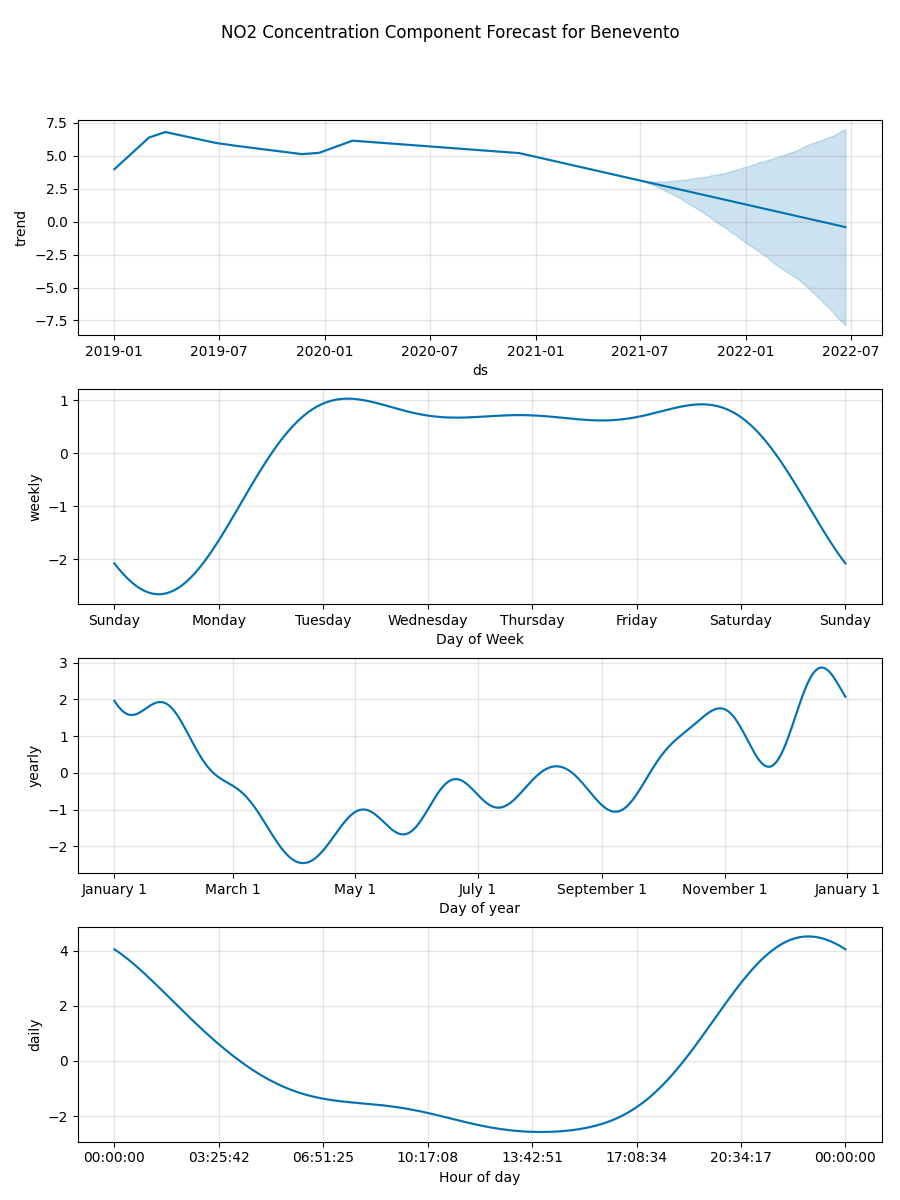 NO2 Concentration Component Forecast for Benevento
7.5
5.0
2.5
0.0
−2.5
−5.0
−7.5
trend
2019-01 2019-07 2020-01 2020-07 2021-01 2021-07 2022-01 2022-07
ds
1
0
−1
−2
weekly
Sunday Monday Tuesday Wednesday Thursday Friday Saturday Sunday
Day of Week
3
2
1
0
−1
−2
yearly
January 1 March 1 May 1 July 1 September 1 November 1 January 1
Day of year
4
2
0
−2
daily
00:00:00 03:25:42 06:51:25 10:17:08 13:42:51 17:08:34 20:34:17 00:00:00
Hour of day